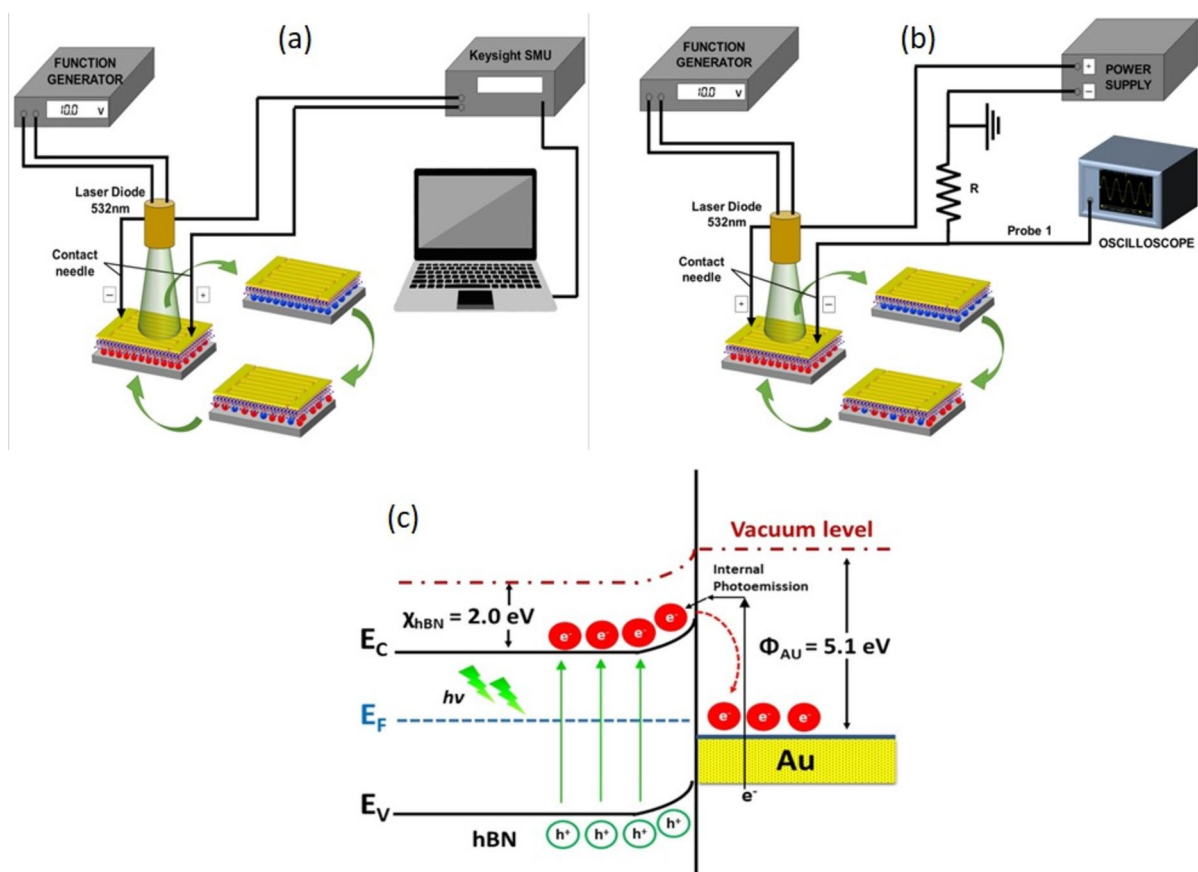 (a)
FUNCTION
GENERATOR
10.0 v
Keysight SMU
Laser Diode
532nm
Contact
needle
−
+
(b)
FUNCTION
GENERATOR
10.0 v
+
−
POWER
SUPPLY
R
Laser Diode
532nm
Probe 1
OSCILLOSCOPE
Contact
needle
+
−
(c)
Vacuum level
Internal
Photoemission
χhBN = 2.0 eV
e- e- e- e-
EC
ΦAU = 5.1 eV
hν
EF
e- e- e-
Au
e-
EV
hBN
h+ h+ h+ h+